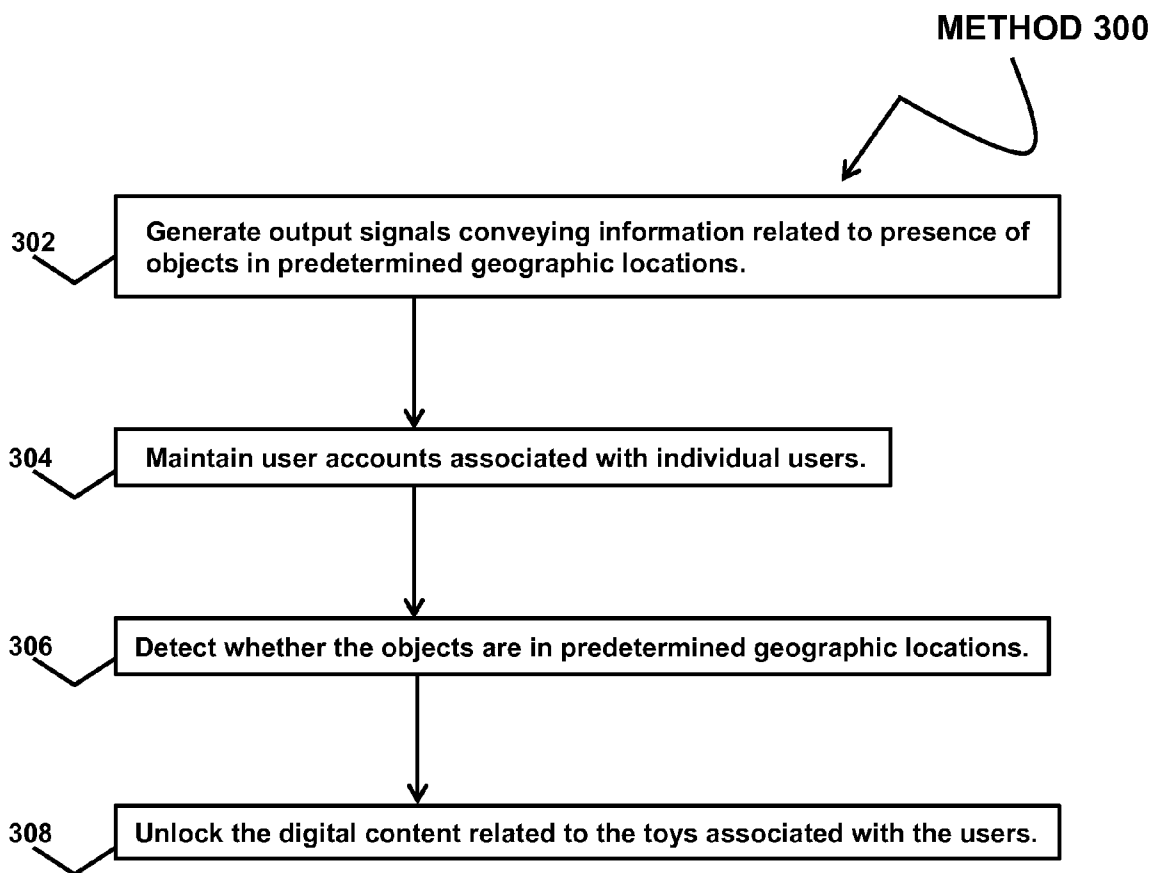 METHOD 300
302
Generate output signals conveying information related to presence of
objects in predetermined geographic locations.
304
Maintain user accounts associated with individual users.
306
Detect whether the objects are in predetermined geographic locations.
308
Unlock the digital content related to the toys associated with the users.